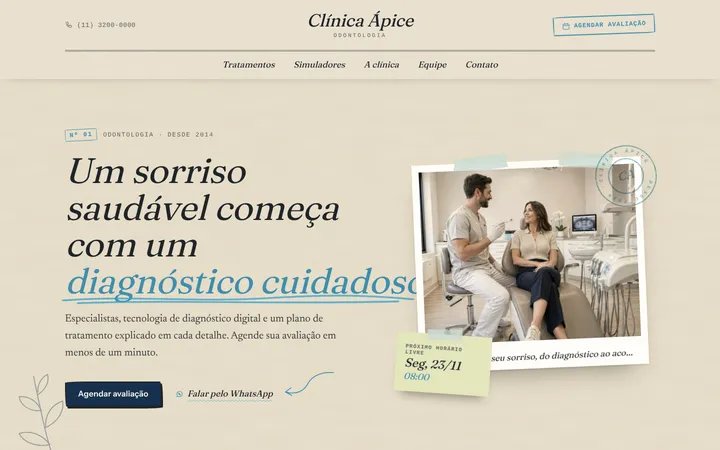 (11) 3200-0000
Clínica Ápice
ODONTOLOGIA
AGENDAR AVALIAÇÃO
Tratamentos
Simuladores
A clínica
Equipe
Contato
Nº 01
ODONTOLOGIA · DESDE 2014
Um sorriso
saudável começa
com um
diagnóstico cuidadoso
Especialistas, tecnologia de diagnóstico digital e um plano de
tratamento explicado em cada detalhe. Agende sua avaliação em
menos de um minuto.
Agendar avaliação
Falar pelo WhatsApp
seu sorriso, do diagnóstico ao aco...
PRÓXIMO HORÁRIO
LIVRE
Seg, 23/11
08:00